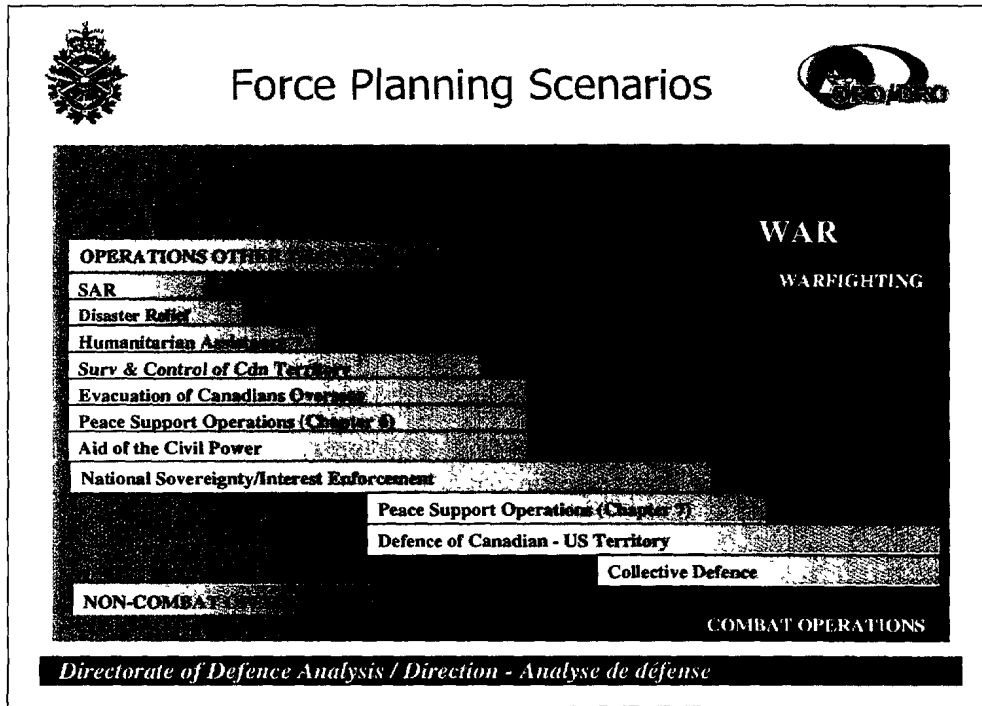 Force Planning Scenarios
WAR
OPERATIONS OTHER
WARFIGHTING
SAR
Disaster Relief
Humanitarian
Surv & Control of Cdn Territory
Evacuation of Canadians Overseas
Peace Support Operations (Chapter 6)
Aid of the Civil Power
National Sovereignty/Interest Enforcement
Peace Support Operations (Chapter 7)
Defence of Canadian - US Territory
Collective Defence
NON-COMBAT
COMBAT OPERATIONS
Directorate of Defence Analysis / Direction - Analyse de défense